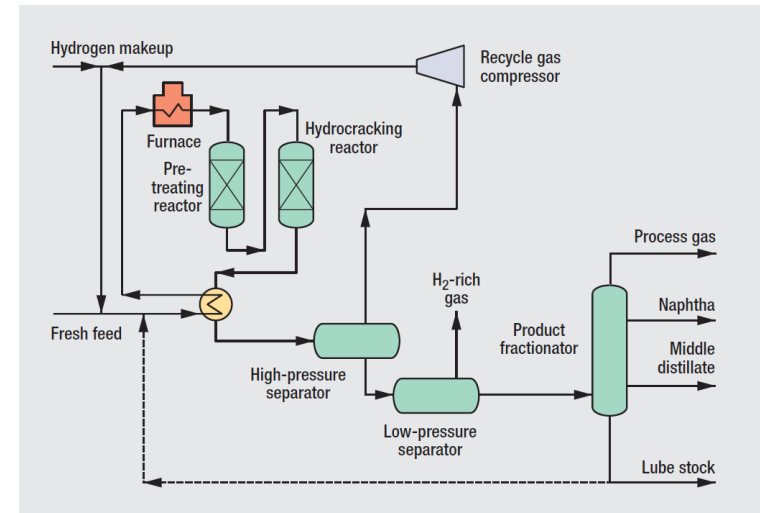 Hydrogen makeup
Recycle gas
compressor
Furnace
Hydrocracking
reactor
Pre-
treating
reactor
Process gas
H₂-rich
gas
Naphtha
Fresh feed
Product
fractionator
Middle
distillate
High-pressure
separator
Low-pressure
separator
Lube stock